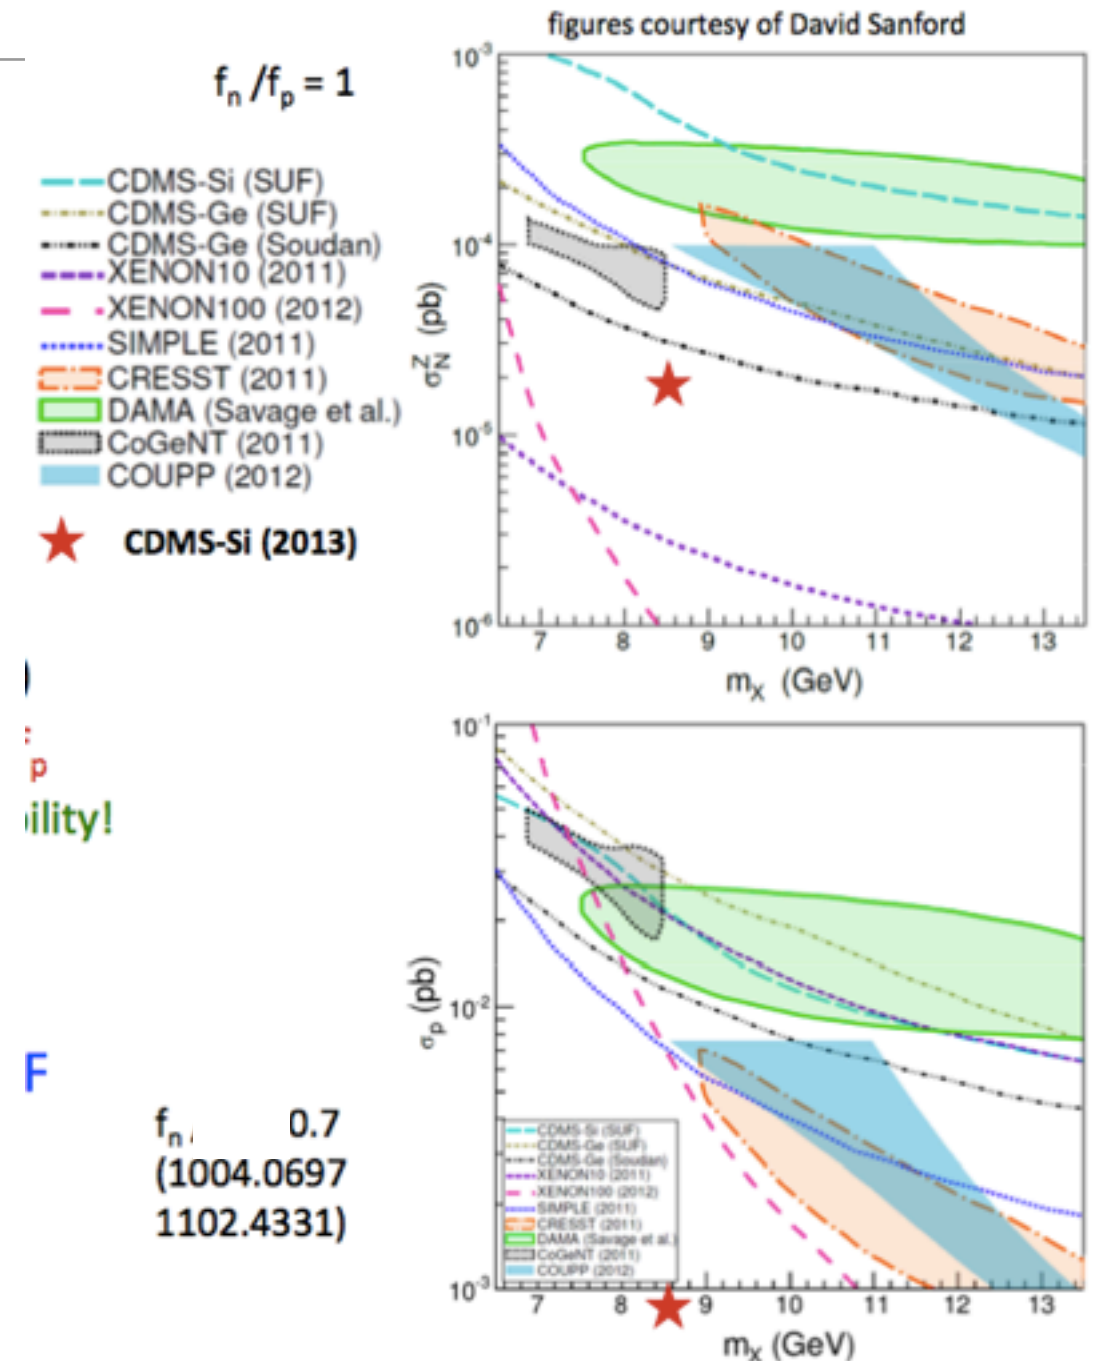 figures courtesy of David Sanford
fn /fp = 1
CDMS-Si (SUF)
CDMS-Ge (SUF)
CDMS-Ge (Soudan)
XENON10 (2011)
XENON100 (2012)
SIMPLE (2011)
CRESST (2011)
DAMA (Savage et al.)
CoGeNT (2011)
COUPP (2012)
CDMS-Si (2013)
10-3
10-4
10-5
10-6
σNZ (pb)
7 8 9 10 11 12 13
mX (GeV)
p
ility!
F
fn 0.7
(1004.0697
1102.4331)
10-1
10-2
10-3
σp (pb)
CDMS-Si (SUF)
CDMS-Ge (SUF)
CDMS-Ge (Soudan)
XENON10 (2011)
XENON100 (2012)
SIMPLE (2011)
CRESST (2011)
DAMA (Savage et al.)
CoGeNT (2011)
COUPP (2012)
7 8 9 10 11 12 13
mX (GeV)